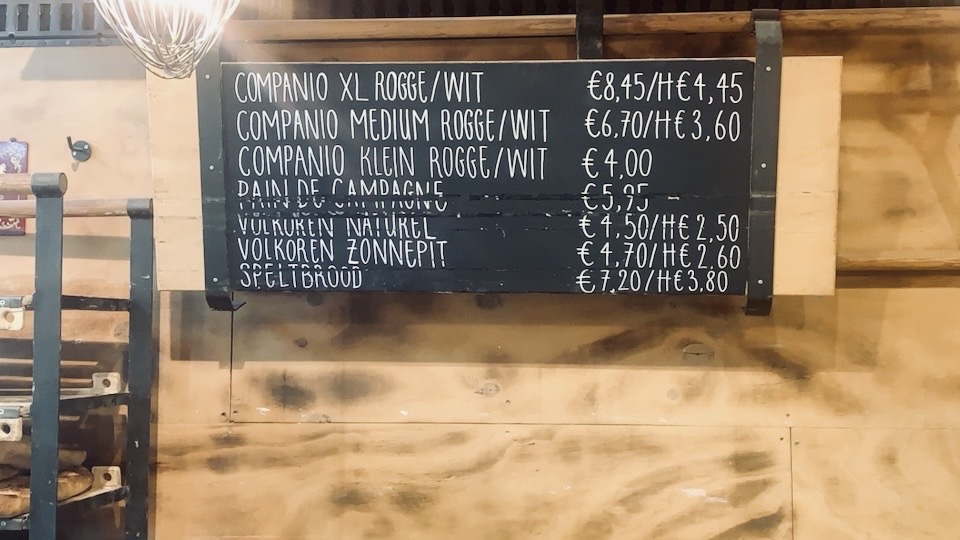 COMPANIO XL ROGGE/WIT €8,45/H€4,45
COMPANIO MEDIUM ROGGE/WIT €6,70/H€3,60
COMPANIO KLEIN ROGGE/WIT €4,00
PAIN DE CAMPAGNE €5,95
VOLKOREN NATUREL €4,50/H€2,50
VOLKOREN ZONNEPIT €4,70/H€2,60
SPELTBROOD €7,20/H€3,80